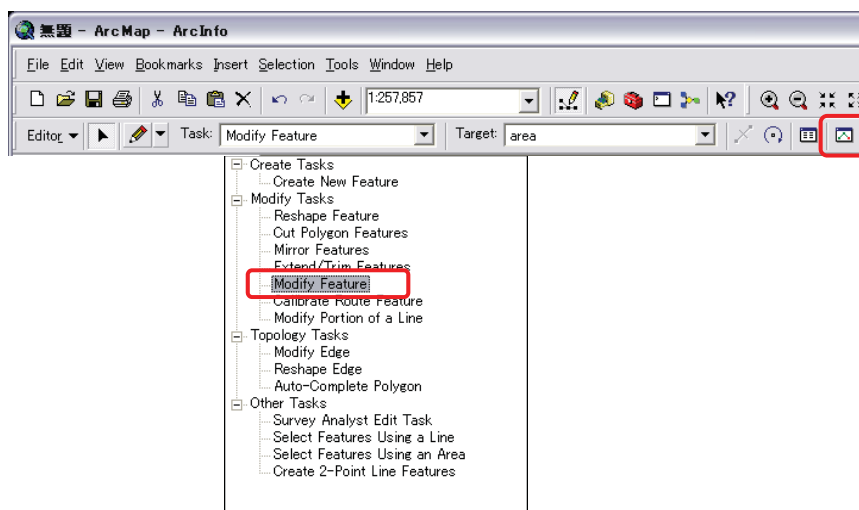 無題 - ArcMap - ArcInfo
File Edit View Bookmarks Insert Selection Tools Window Help
1:257,857
Editor Task: Modify Feature Target: area
Create Tasks
Create New Feature
Modify Tasks
Reshape Feature
Cut Polygon Features
Mirror Features
Extend/Trim Features
Modify Feature
Calibrate Route Feature
Modify Portion of a Line
Topology Tasks
Modify Edge
Reshape Edge
Auto-Complete Polygon
Other Tasks
Survey Analyst Edit Task
Select Features Using a Line
Select Features Using an Area
Create 2-Point Line Features